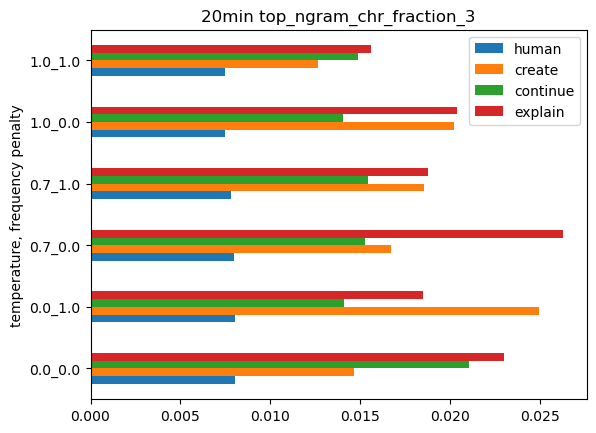 20min top_ngram_chr_fraction_3
human
create
continue
explain
temperature, frequency penalty
1.0_1.0
1.0_0.0
0.7_1.0
0.7_0.0
0.0_1.0
0.0_0.0
0.000 0.005 0.010 0.015 0.020 0.025